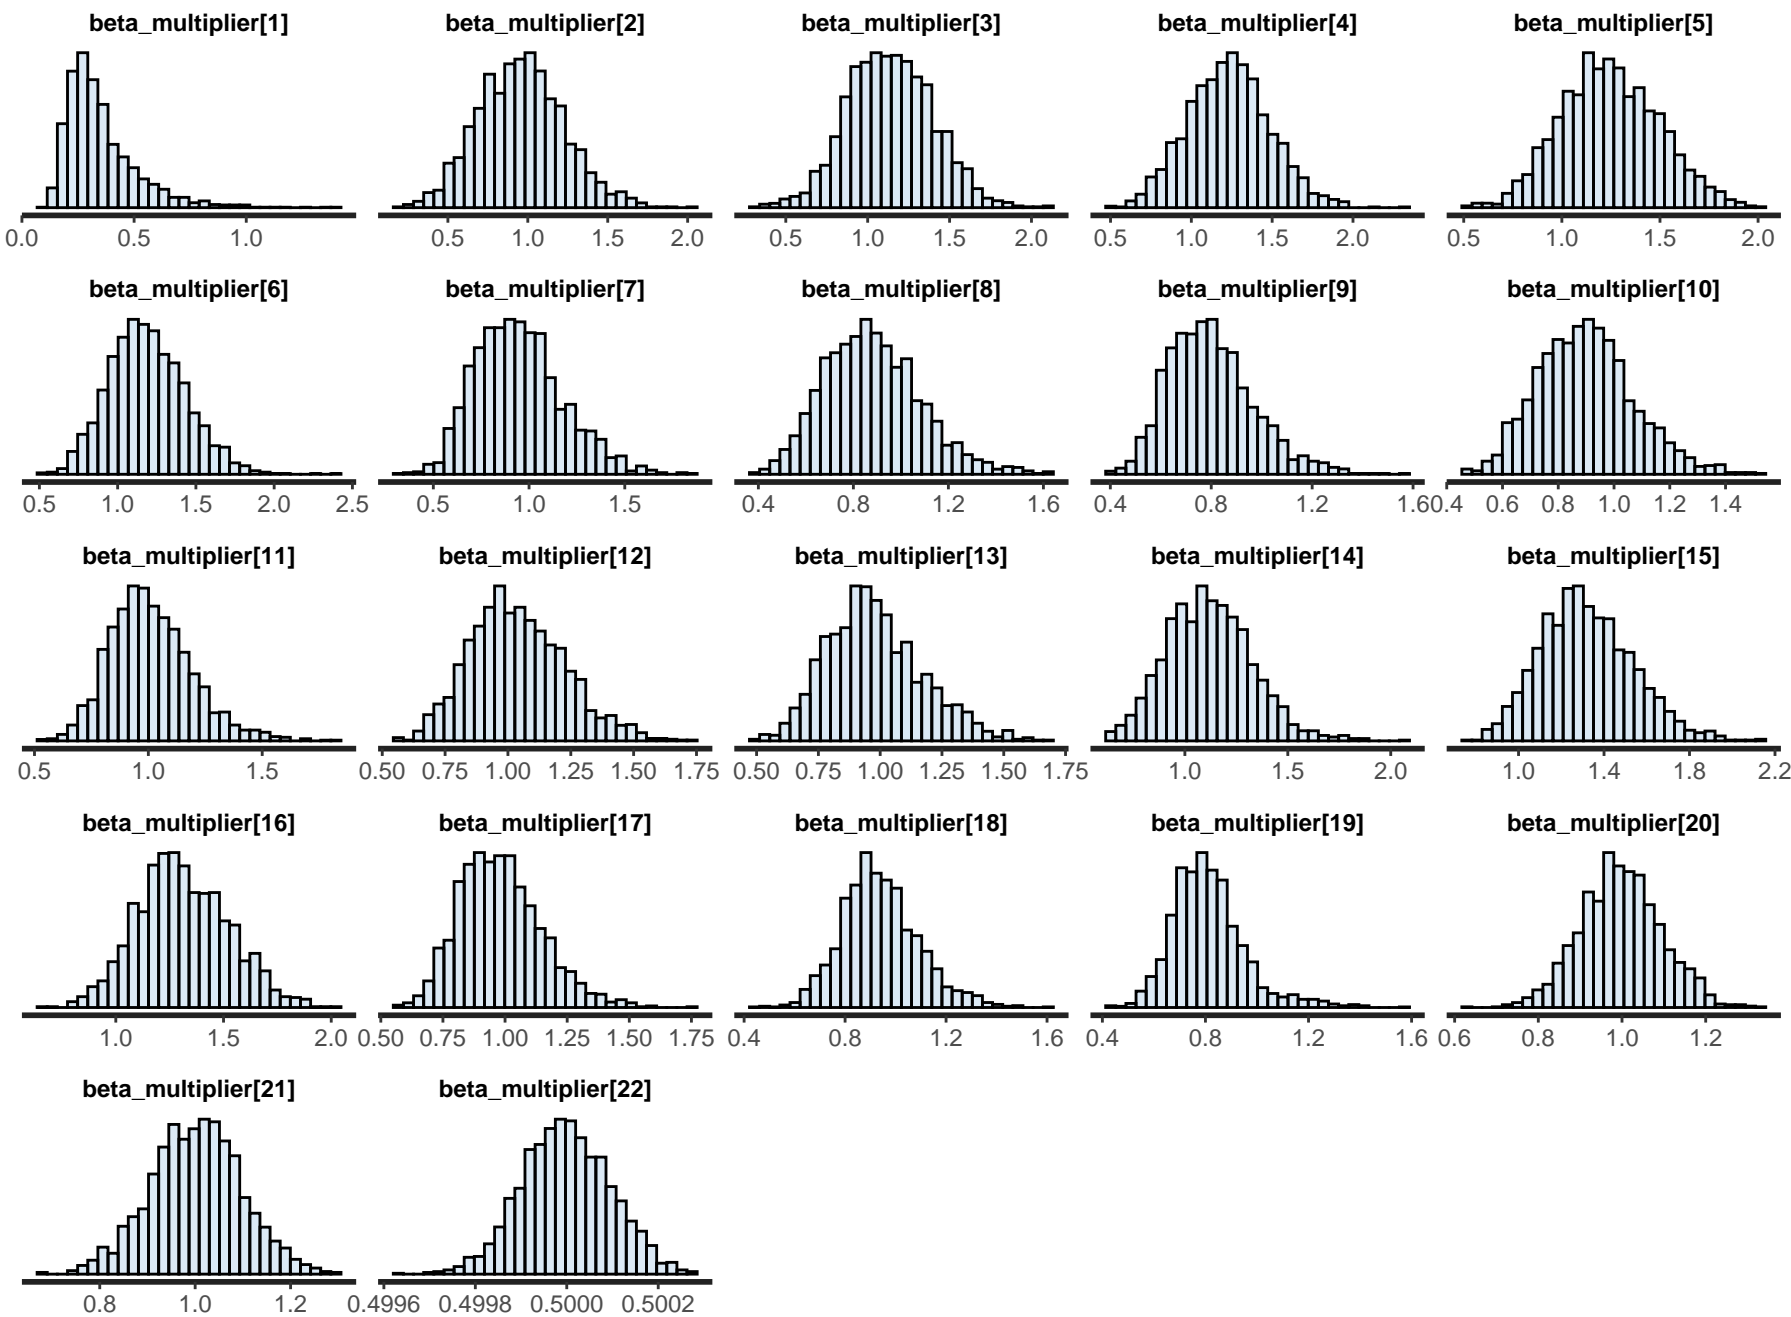 beta_multiplier[1] beta_multiplier[2] beta_multiplier[3] beta_multiplier[4] beta_multiplier[5]
0.0 0.5 1.0 0.5 1.0 1.5 2.0 0.5 1.0 1.5 2.0 0.5 1.0 1.5 2.0 0.5 1.0 1.5 2.0
beta_multiplier[6] beta_multiplier[7] beta_multiplier[8] beta_multiplier[9] beta_multiplier[10]
0.5 1.0 1.5 2.0 2.5 0.5 1.0 1.5 0.4 0.8 1.2 1.6 0.4 0.8 1.2 1.6 0.4 0.6 0.8 1.0 1.2 1.4
beta_multiplier[11] beta_multiplier[12] beta_multiplier[13] beta_multiplier[14] beta_multiplier[15]
0.5 1.0 1.5 0.50 0.75 1.00 1.25 1.50 1.75 0.50 0.75 1.00 1.25 1.50 1.75 1.0 1.5 2.0 1.0 1.4 1.8 2.2
beta_multiplier[16] beta_multiplier[17] beta_multiplier[18] beta_multiplier[19] beta_multiplier[20]
1.0 1.5 2.0 0.50 0.75 1.00 1.25 1.50 1.75 0.4 0.8 1.2 1.6 0.4 0.8 1.2 1.6 0.6 0.8 1.0 1.2
beta_multiplier[21] beta_multiplier[22]
0.8 1.0 1.2 0.4996 0.4998 0.5000 0.5002